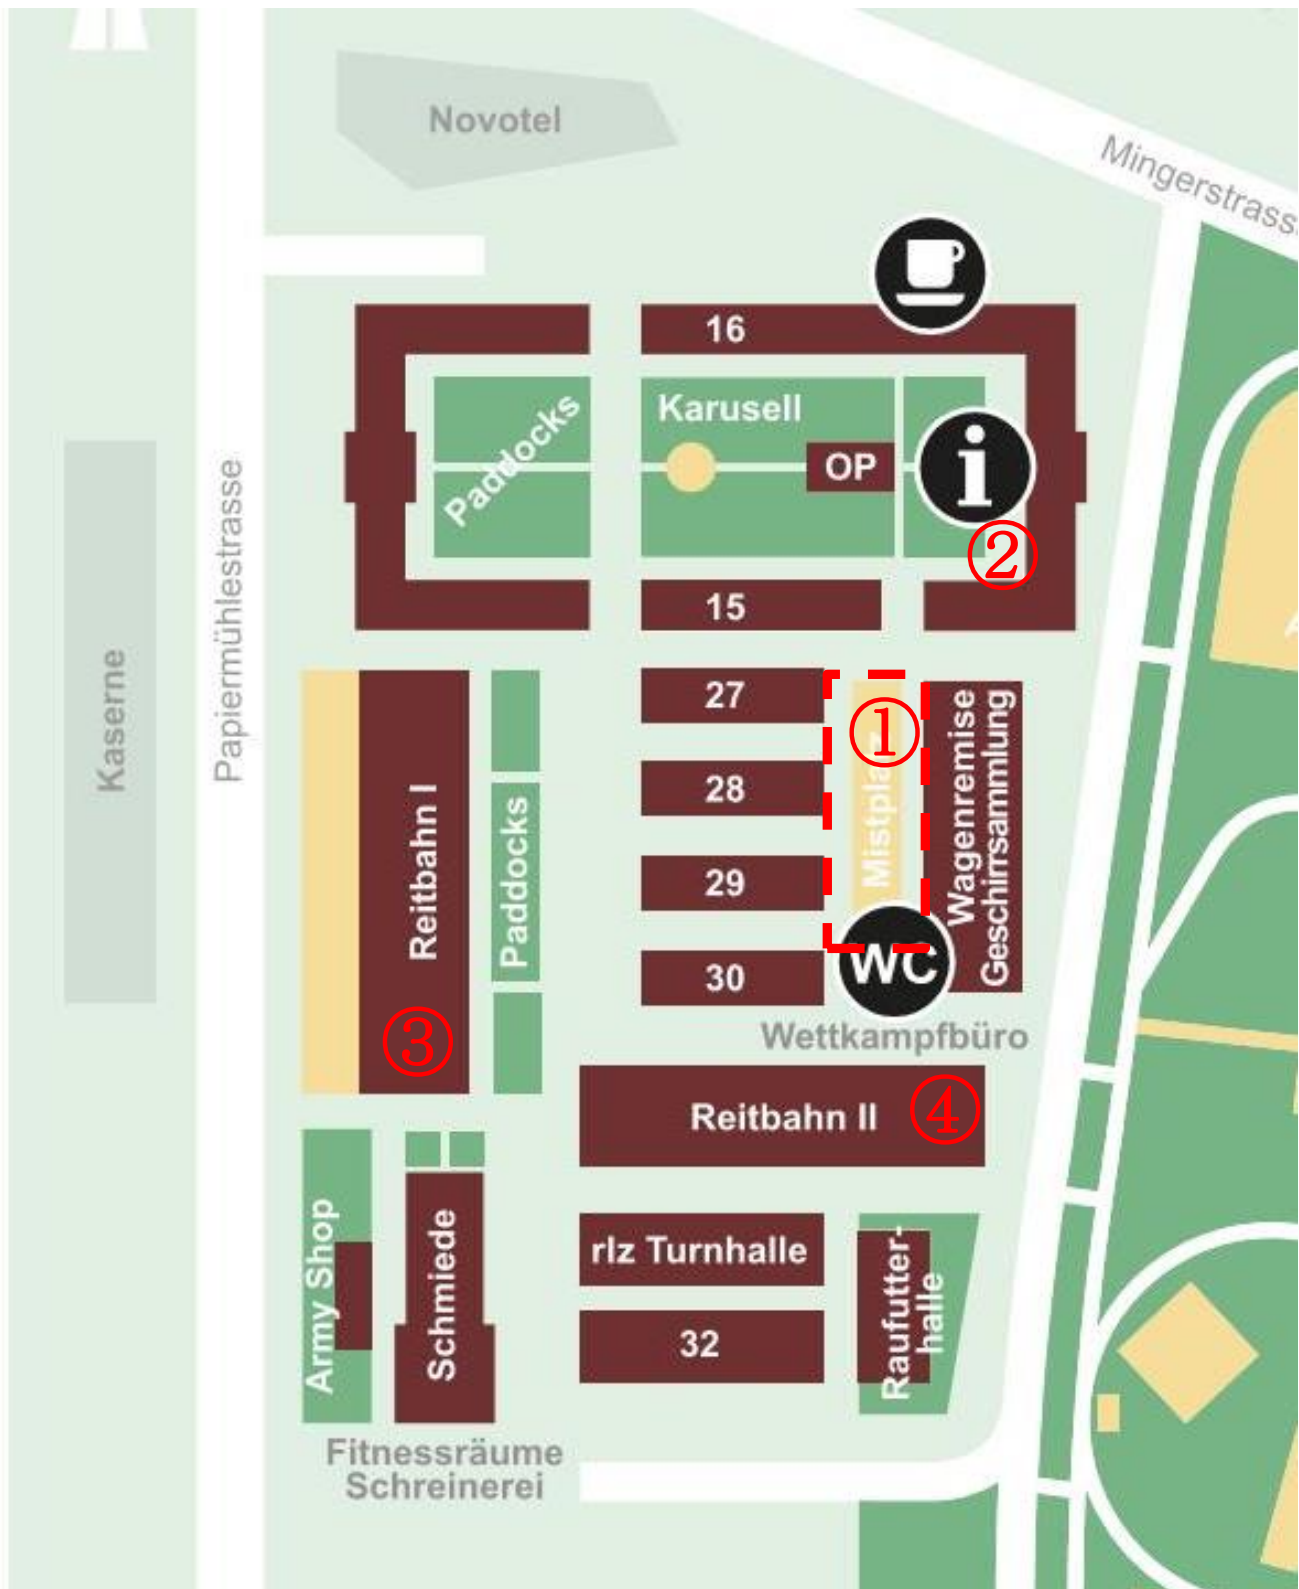 Novotel
Mingerstrass
16
Karusell
Paddocks
OP
i
②
15
Papiermühlestrasse
Kaserne
27
①
Mistplatz
Wagenremise
Geschirrsammlung
28
Reitbahn I
Paddocks
29
30
WC
Wettkampfbüro
③
Reitbahn II
④
Army Shop
Schmiede
rlz Turnhalle
Raufutter-
halle
32
Fitnessräume
Schreinerei